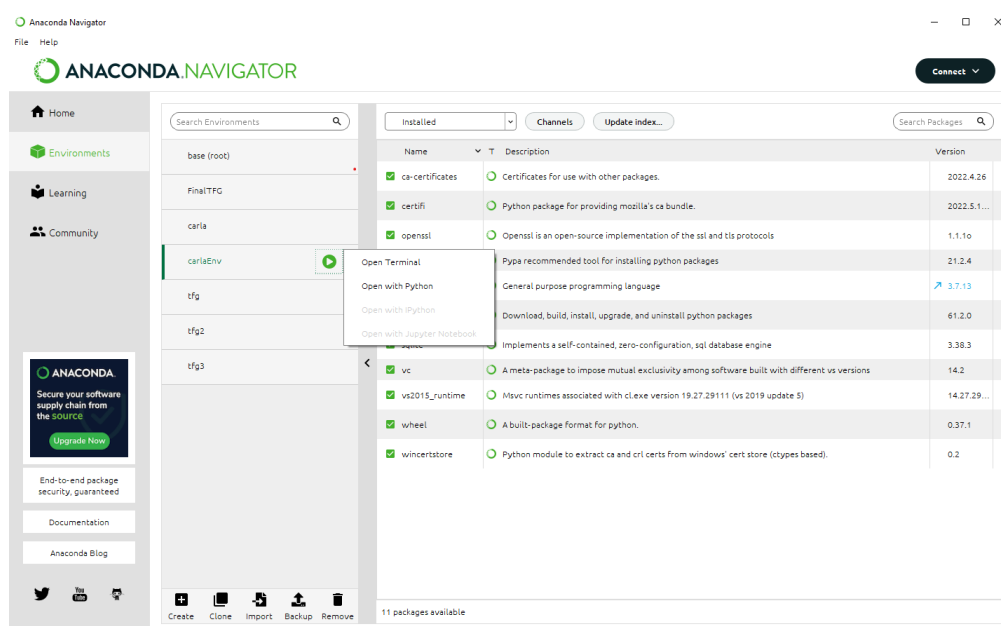 Anaconda Navigator
File Help
ANACONDA.NAVIGATOR
Connect
Home
Environments
Learning
Community
ANACONDA.
Secure your software
supply chain from
the source
Upgrade Now
End-to-end package
security, guaranteed
Documentation
Anaconda Blog
You
Tube
Search Environments
base (root)
FinalTFG
carla
carlaEnv
tfg
tfg2
tfg3
Create Clone Import Backup Remove
Open Terminal
Open with Python
Open with IPython
Open with Jupyter Notebook
Installed Channels Update index... Search Packages
Name T Description Version
ca-certificates Certificates for use with other packages. 2022.4.26
certifi Python package for providing mozilla's ca bundle. 2022.5.1...
openssl Openssl is an open-source implementation of the ssl and tls protocols 1.1.1o
Pypa recommended tool for installing python packages 21.2.4
General purpose programming language 3.7.13
Download, build, install, upgrade, and uninstall python packages 61.2.0
Implements a self-contained, zero-configuration, sql database engine 3.38.3
vc A meta-package to impose mutual exclusivity among software built with different vs versions 14.2
vs2015_runtime Msvc runtimes associated with cl.exe version 19.27.29111 (vs 2019 update 5) 14.27.29...
wheel A built-package format for python. 0.37.1
wincertstore Python module to extract ca and crl certs from windows' cert store (ctypes based). 0.2
11 packages available